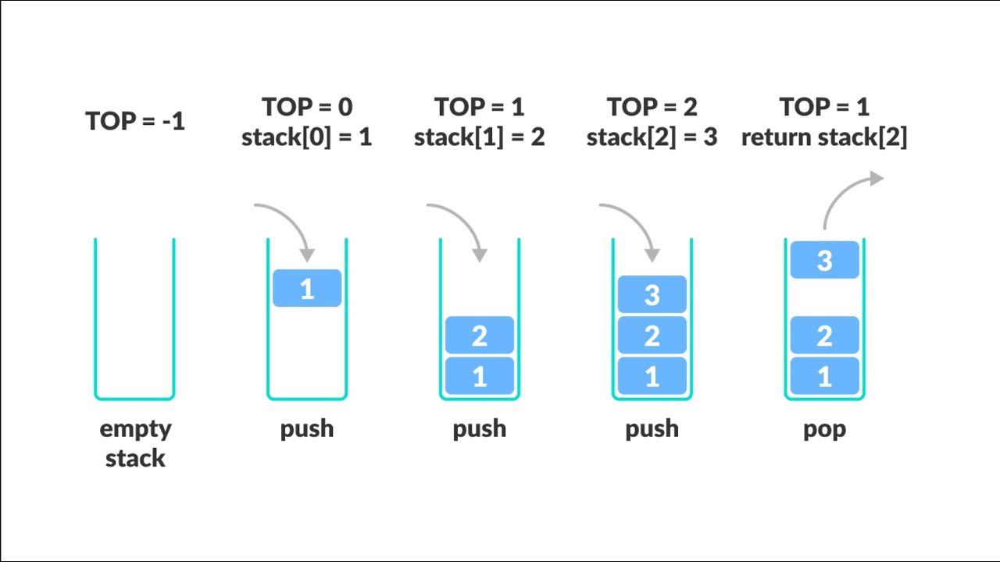 TOP = -1
TOP = 0
stack[0] = 1
TOP = 1
stack[1] = 2
TOP = 2
stack[2] = 3
TOP = 1
return stack[2]
1
2
1
3
2
1
3
2
1
empty
stack
push
push
push
pop